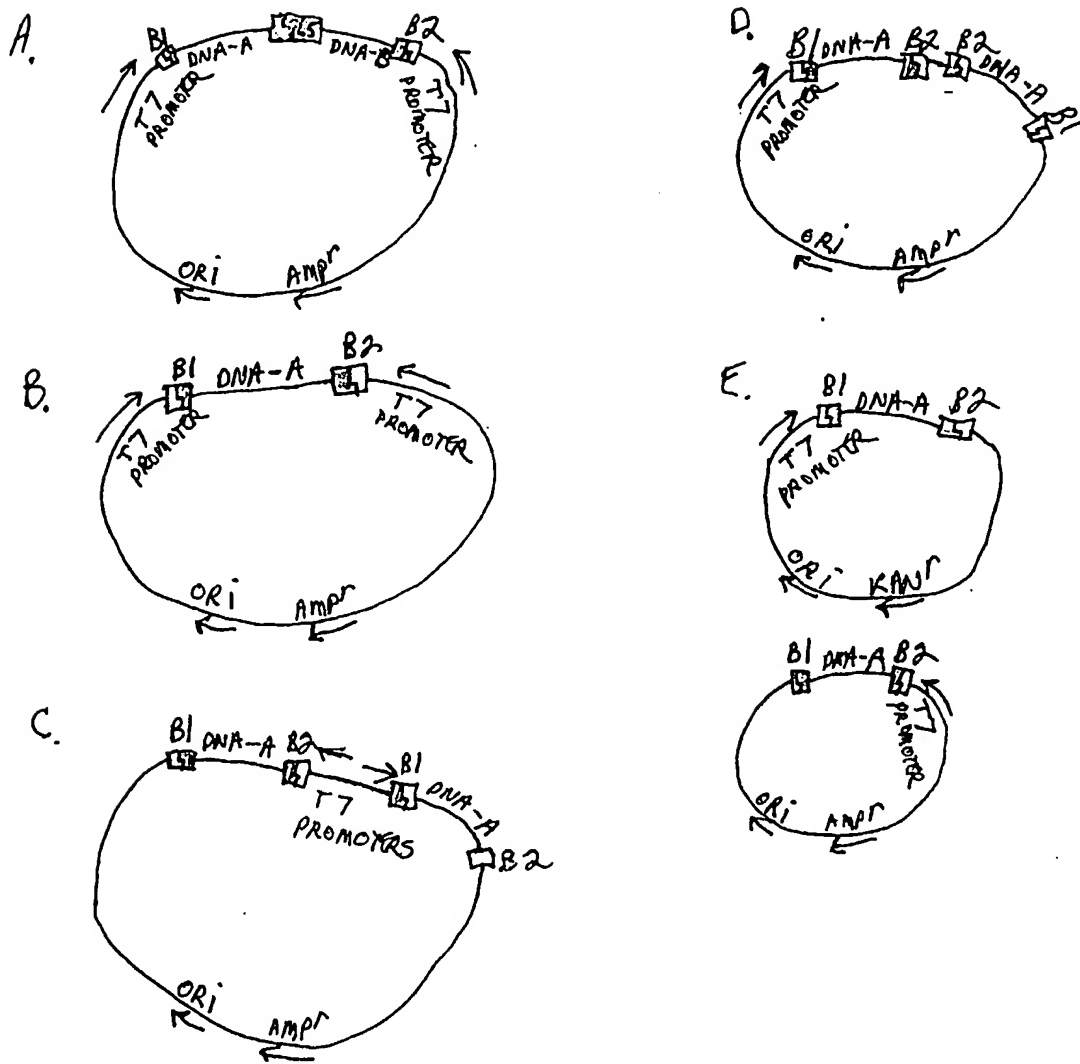 A.
B1
DNA-A
DNA-B
B2
T7
PROMOTER
T7
PROMOTER
ORi
AMPr
B.
B1
DNA-A
B2
T7
PROMOTER
T7
PROMOTER
ORi
AMPr
C.
B1
DNA-A
B2
B1
DNA-A
T7
PROMOTERS
B2
ORi
AMPr
D.
B1
DNA-A
B2
B2
DNA-A
B1
T7
PROMOTER
ORi
AMPr
E.
B1
DNA-A
B2
T7
PROMOTER
ORi
KANr
B1
DNA-A
B2
T7
PROMOTER
ORi
AMPr